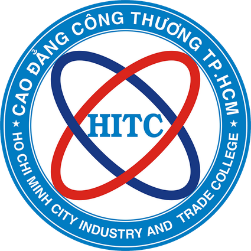 CAO ĐẲNG CÔNG THƯƠNG TP.HCM
HITC
★ HO CHI MINH CITY INDUSTRY AND TRADE COLLEGE ★